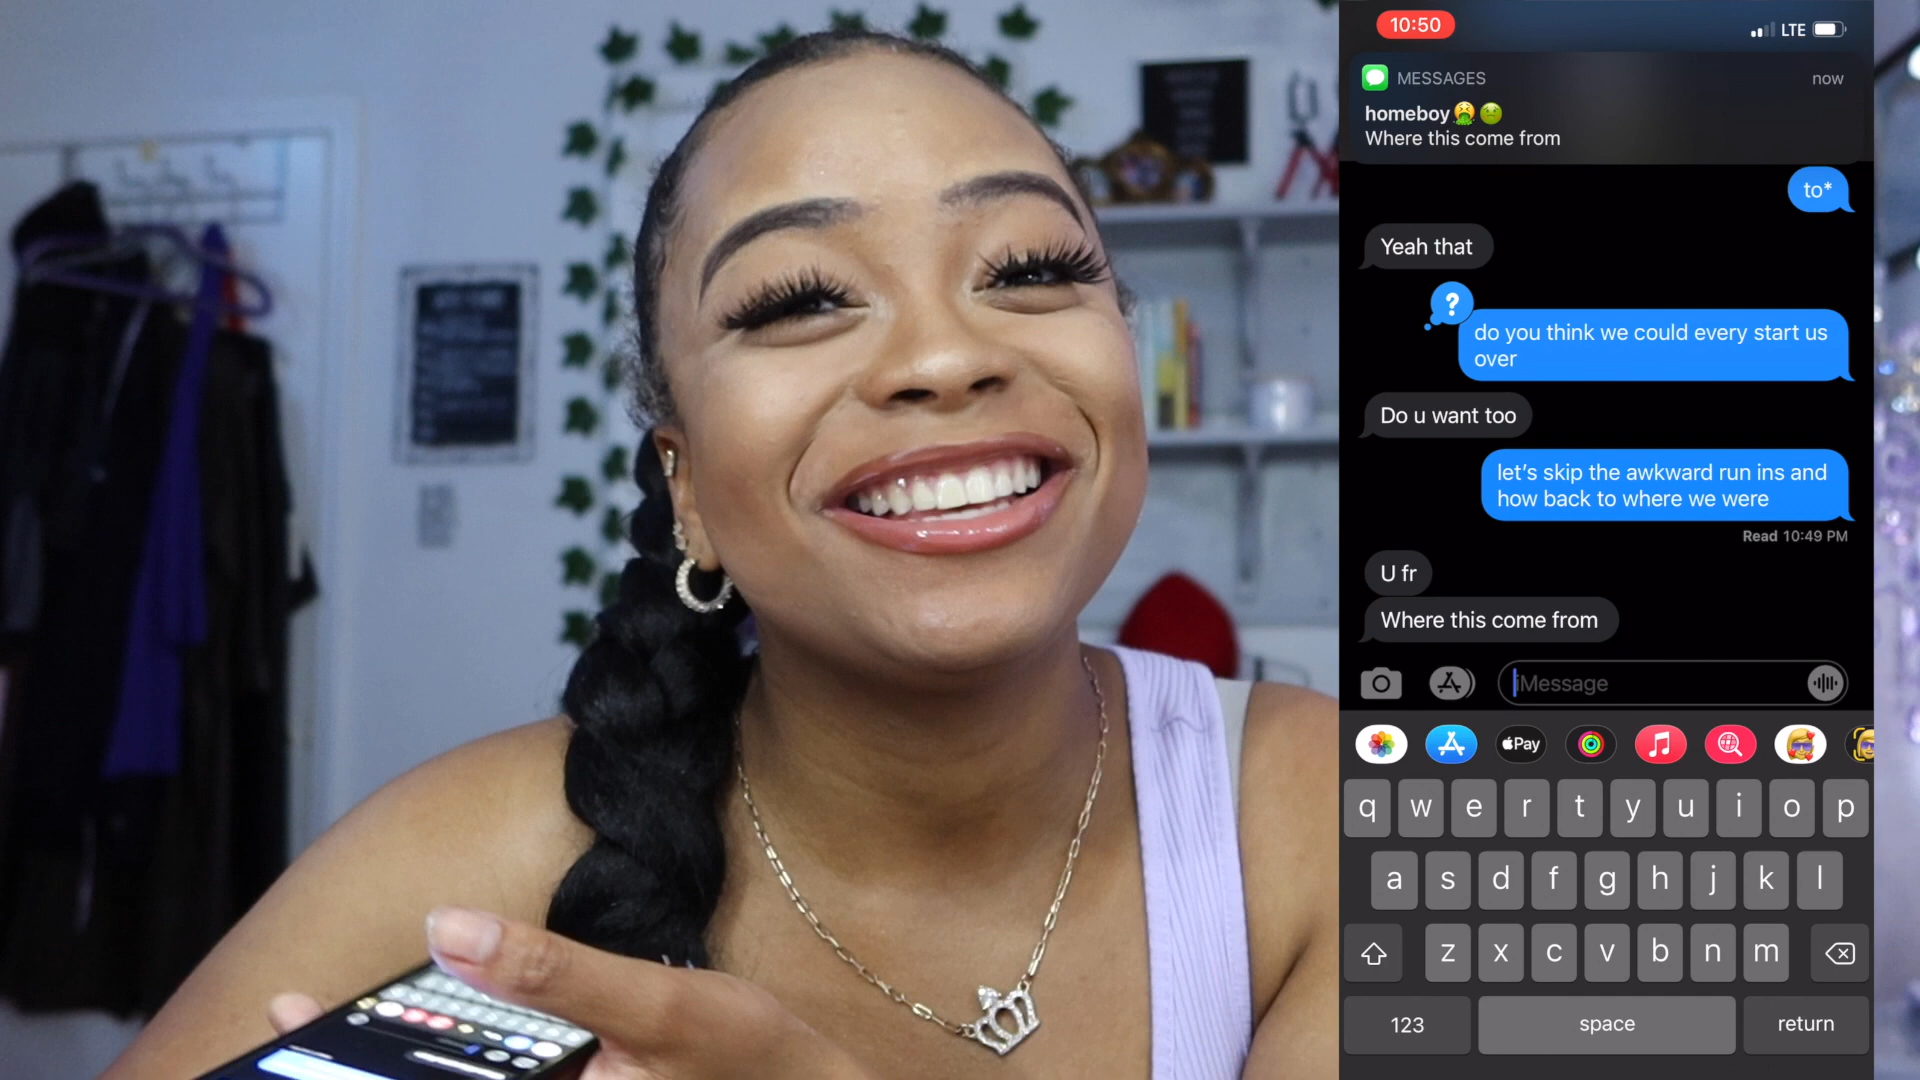 10:50
LTE
MESSAGES
now
homeboy🤮🤢
Where this come from
to*
Yeah that
?
do you think we could every start us
over
Do u want too
let’s skip the awkward run ins and
how back to where we were
Read 10:49 PM
U fr
Where this come from
iMessage
Pay
q w e r t y u i o p
a s d f g h j k l
z x c v b n m
123
space
return